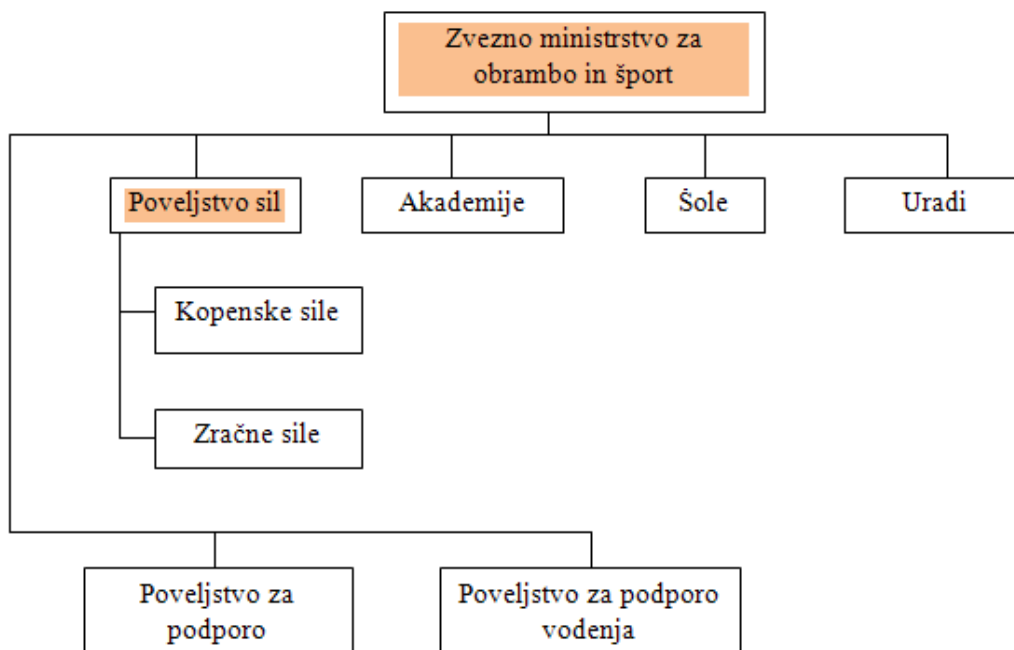 Zvezno ministrstvo za
obrambo in šport
Poveljstvo sil
Akademije
Šole
Uradi
Kopenske sile
Zračne sile
Poveljstvo za
podporo
Poveljstvo za podporo
vodenja